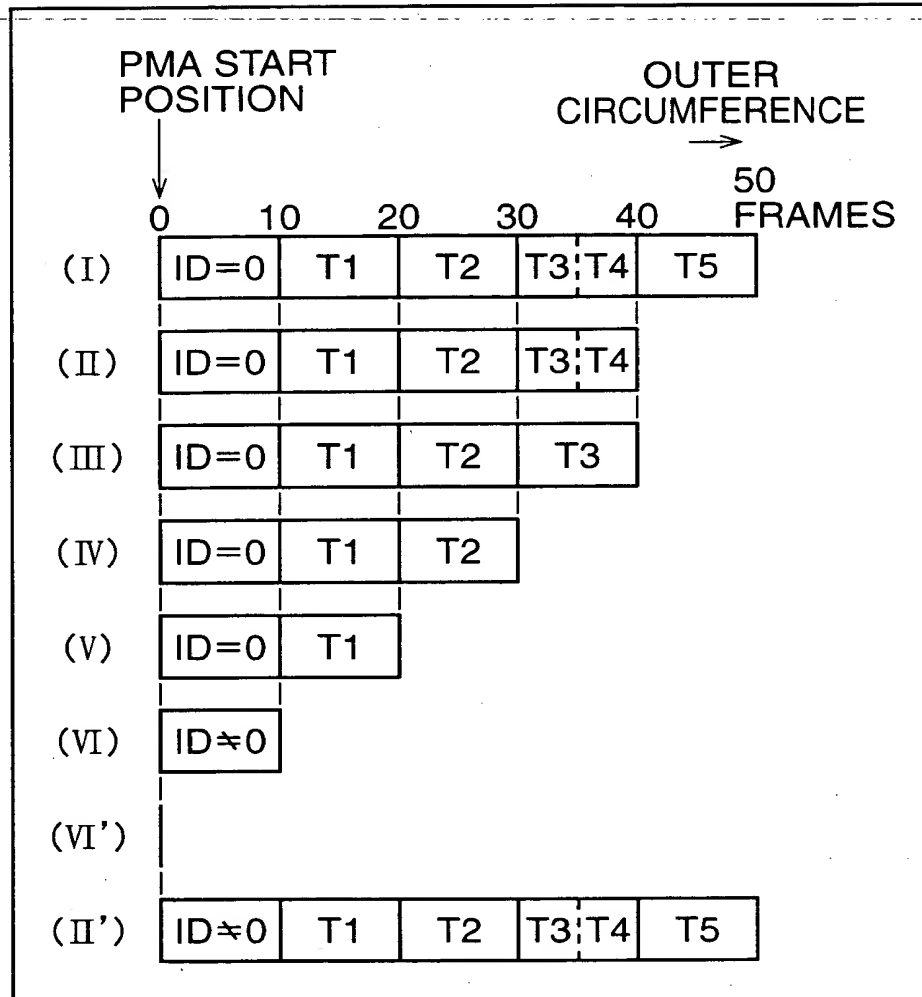 PMA START
POSITION
OUTER
CIRCUMFERENCE
→
50
FRAMES
0 10 20 30 40
(I) ID=0 T1 T2 T3 T4 T5
(II) ID=0 T1 T2 T3 T4
(III) ID=0 T1 T2 T3
(IV) ID=0 T1 T2
(V) ID=0 T1
(VI) ID≠0
(VI')
(II') ID≠0 T1 T2 T3 T4 T5